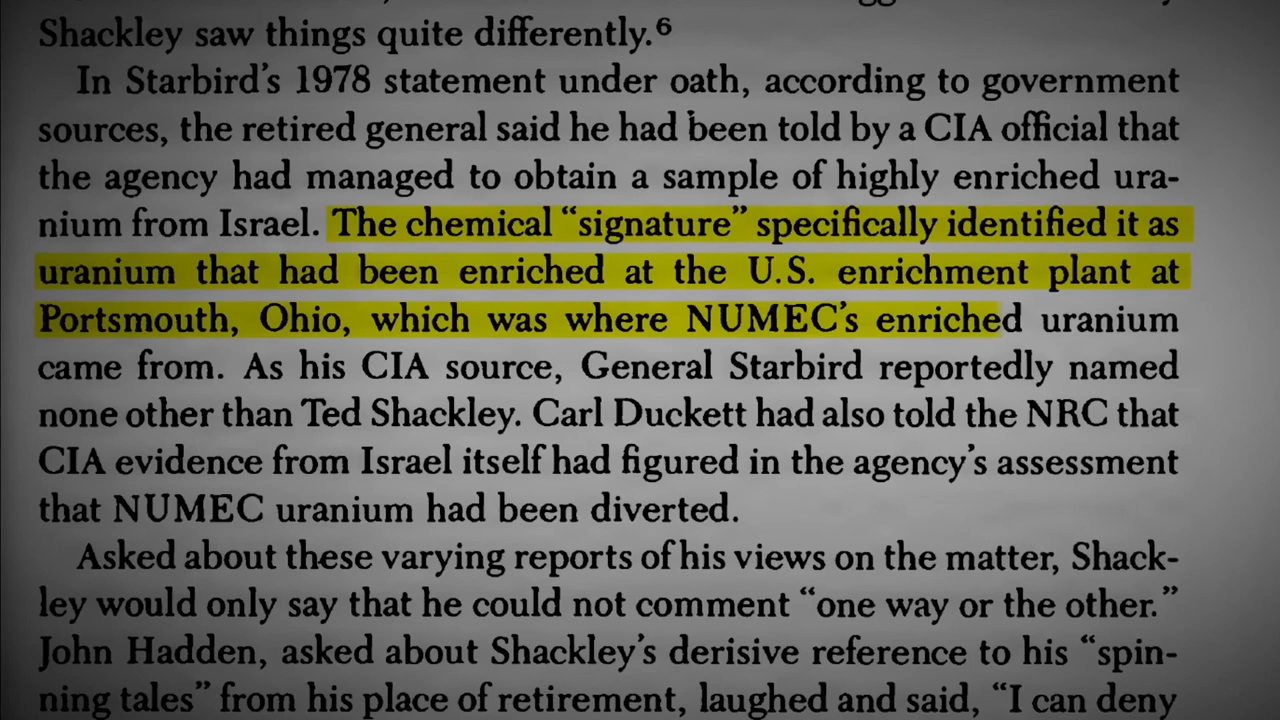 Shackley saw things quite differently.⁶
In Starbird's 1978 statement under oath, according to government
sources, the retired general said he had been told by a CIA official that
the agency had managed to obtain a sample of highly enriched ura-
nium from Israel. The chemical “signature” specifically identified it as
uranium that had been enriched at the U.S. enrichment plant at
Portsmouth, Ohio, which was where NUMEC's enriched uranium
came from. As his CIA source, General Starbird reportedly named
none other than Ted Shackley. Carl Duckett had also told the NRC that
CIA evidence from Israel itself had figured in the agency's assessment
that NUMEC uranium had been diverted.
Asked about these varying reports of his views on the matter, Shack-
ley would only say that he could not comment “one way or the other.”
John Hadden, asked about Shackley's derisive reference to his “spin-
ning tales” from his place of retirement, laughed and said, “I can deny